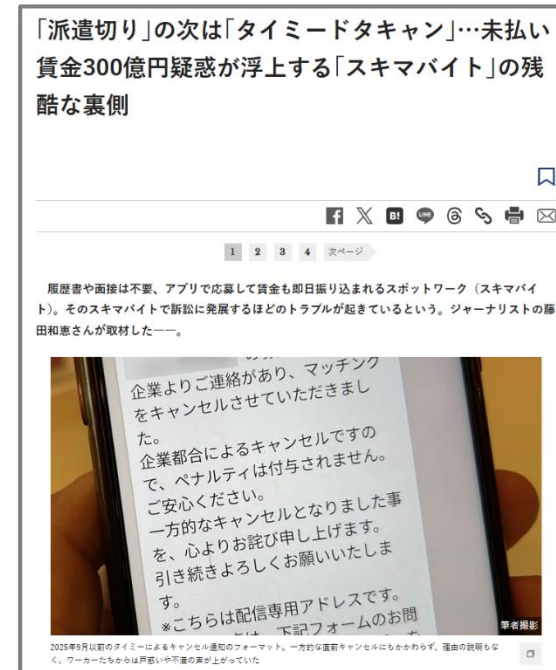 「派遣切り」の次は「タイミードタキャン」…未払い
賃金300億円疑惑が浮上する「スキマバイト」の残
酷な裏側
B!
LINE
1 2 3 4 次ページ
履歴書や面接は不要、アプリで応募して賃金も即日振り込まれるスポットワーク（スキマバイ
ト）。そのスキマバイトで訴訟に発展するほどのトラブルが起きているという。ジャーナリストの藤
田和恵さんが取材した――。
企業よりご連絡があり、マッチング
をキャンセルさせていただきまし
た。
企業都合によるキャンセルですの
で、ペナルティは付与されません。
ご安心ください。
一方的なキャンセルとなりました事
を、心よりお詫び申し上げます。
引き続きよろしくお願いいたしま
す。
*こちらは配信専用アドレスです。
下記フォームのお問
筆者撮影
2025年9月以前のタイミーによるキャンセル通知のフォーマット。一方的な直前キャンセルにもかかわらず、理由の説明もな
く、ワーカーたちからは戸惑いや不満の声が上がっていた